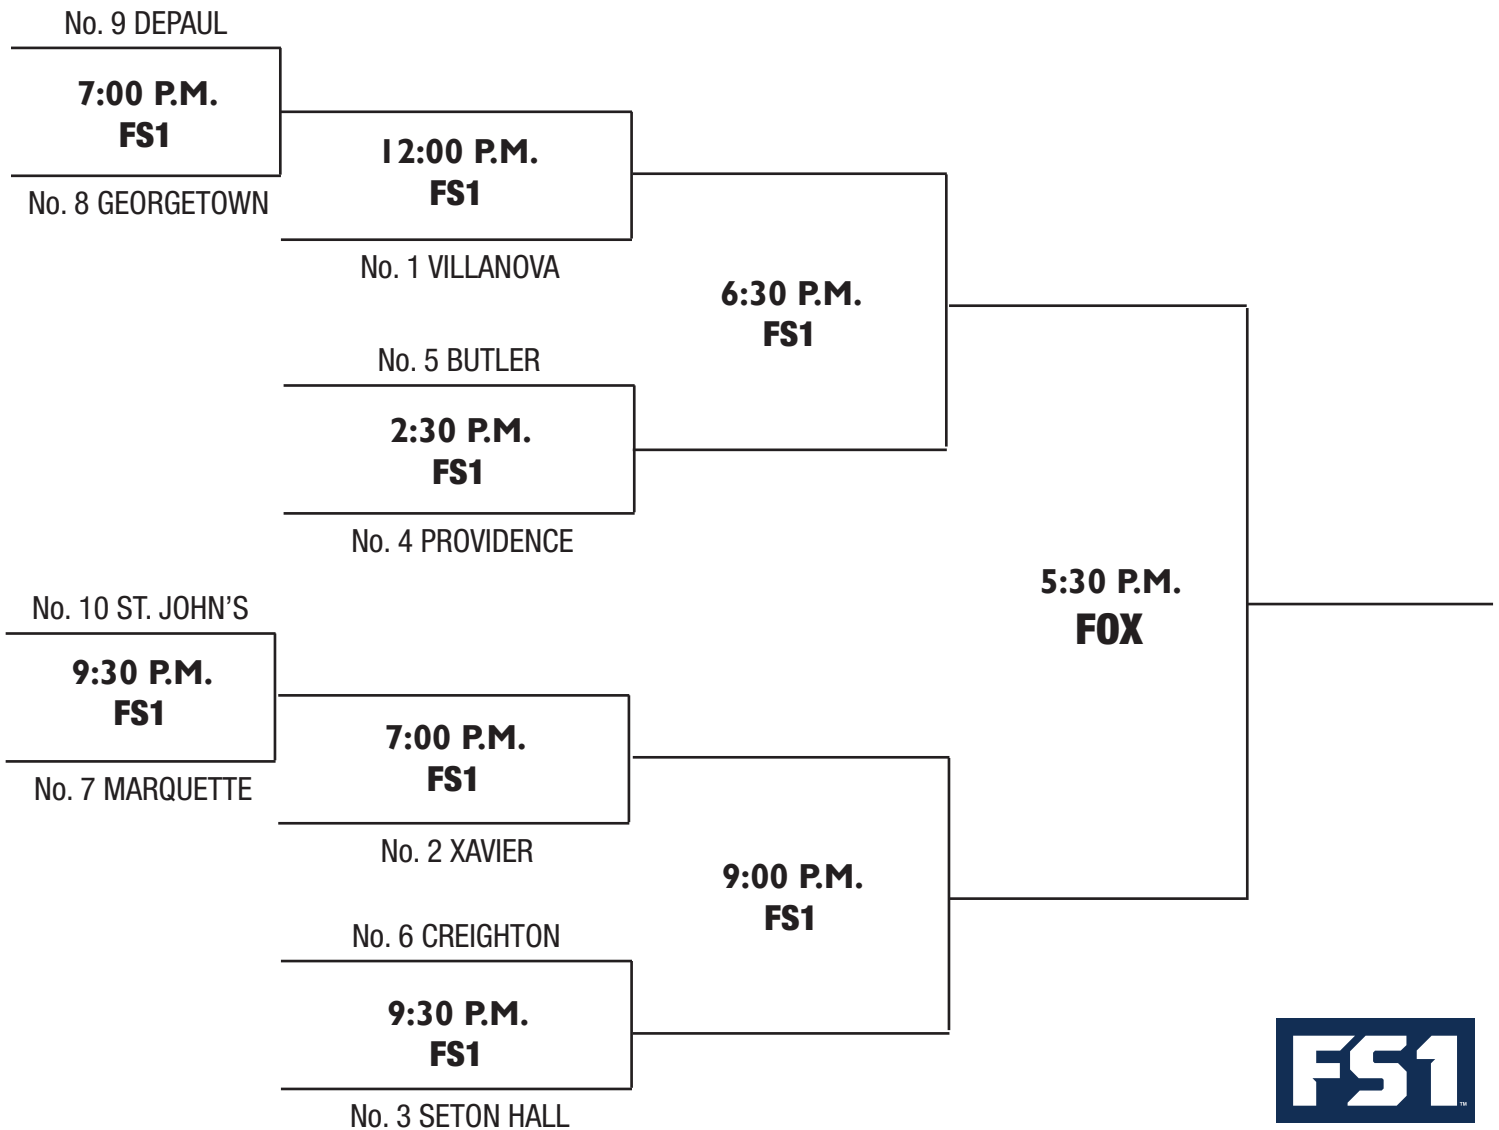 No. 9 DEPAUL
7:00 P.M.
FS1
No. 8 GEORGETOWN
12:00 P.M.
FS1
No. 1 VILLANOVA
6:30 P.M.
FS1
No. 5 BUTLER
2:30 P.M.
FS1
No. 4 PROVIDENCE
5:30 P.M.
FOX
No. 10 ST. JOHN’S
9:30 P.M.
FS1
No. 7 MARQUETTE
7:00 P.M.
FS1
No. 2 XAVIER
9:00 P.M.
FS1
No. 6 CREIGHTON
9:30 P.M.
FS1
No. 3 SETON HALL
FS1™